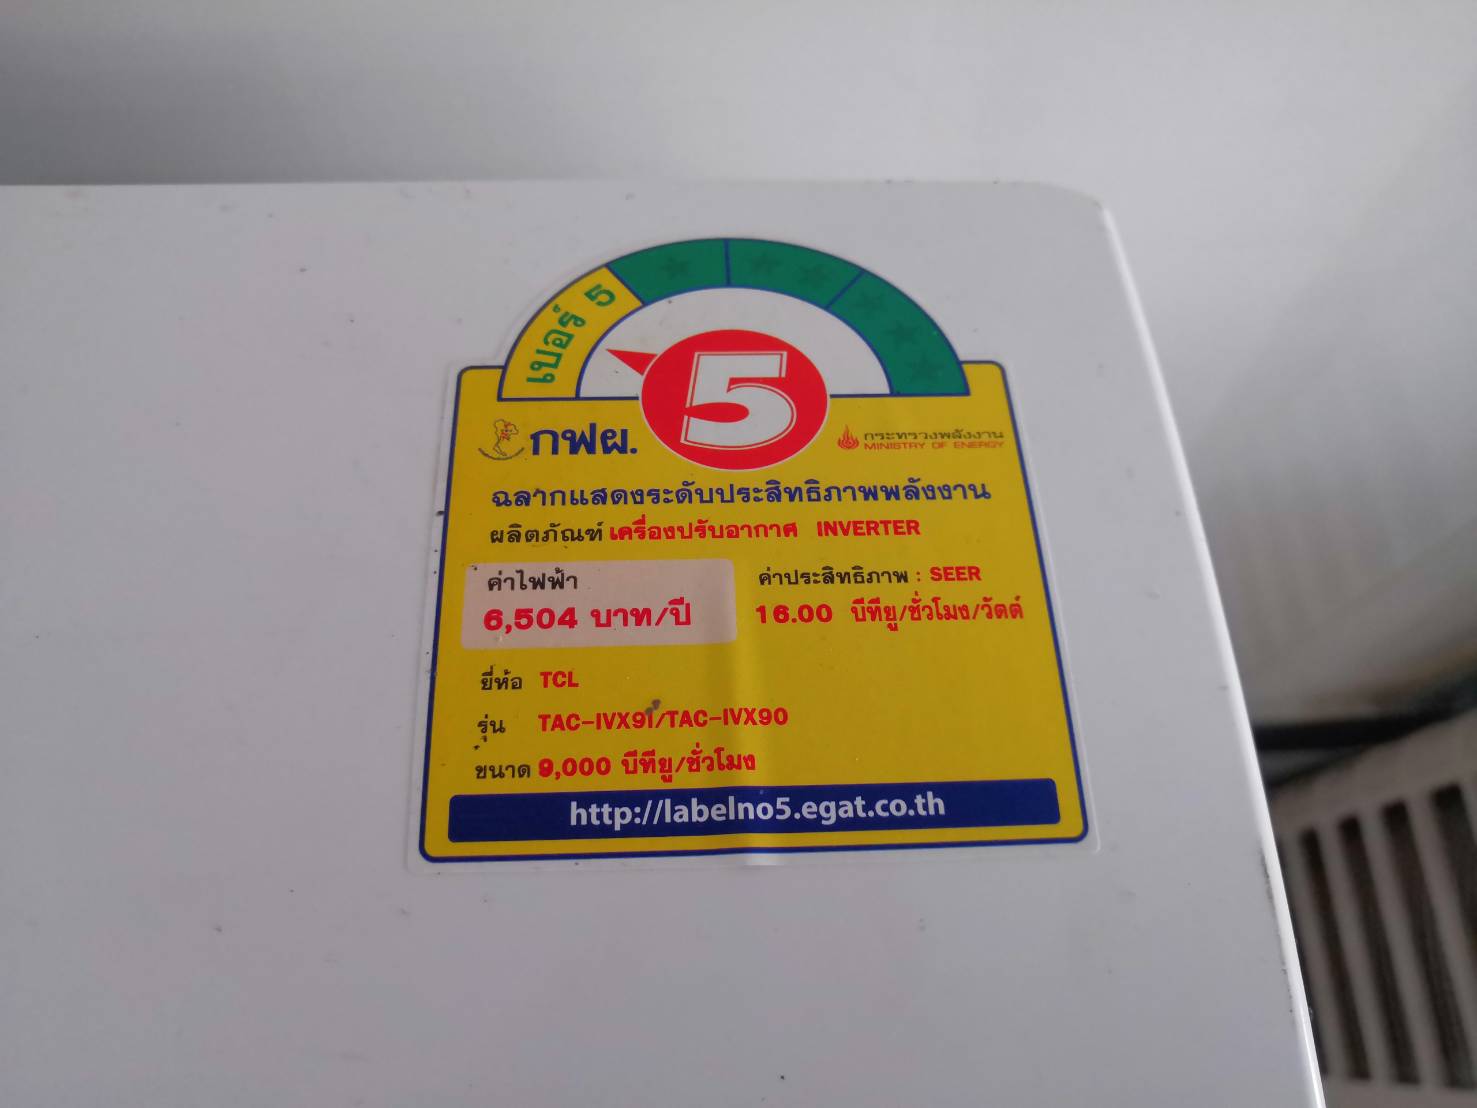 เบอร์ 5
5
กฟผ.
กระทรวงพลังงาน
MINISTRY OF ENERGY
ฉลากแสดงระดับประสิทธิภาพพลังงาน
ผลิตภัณฑ์ เครื่องปรับอากาศ INVERTER
ค่าไฟฟ้า
6,504 บาท/ปี
ค่าประสิทธิภาพ : SEER
16.00 บีทียู/ชั่วโมง/วัตต์
ยี่ห้อ TCL
รุ่น TAC-IVX9I/TAC-IVX90
ขนาด 9,000 บีทียู/ชั่วโมง
http://labelno5.egat.co.th